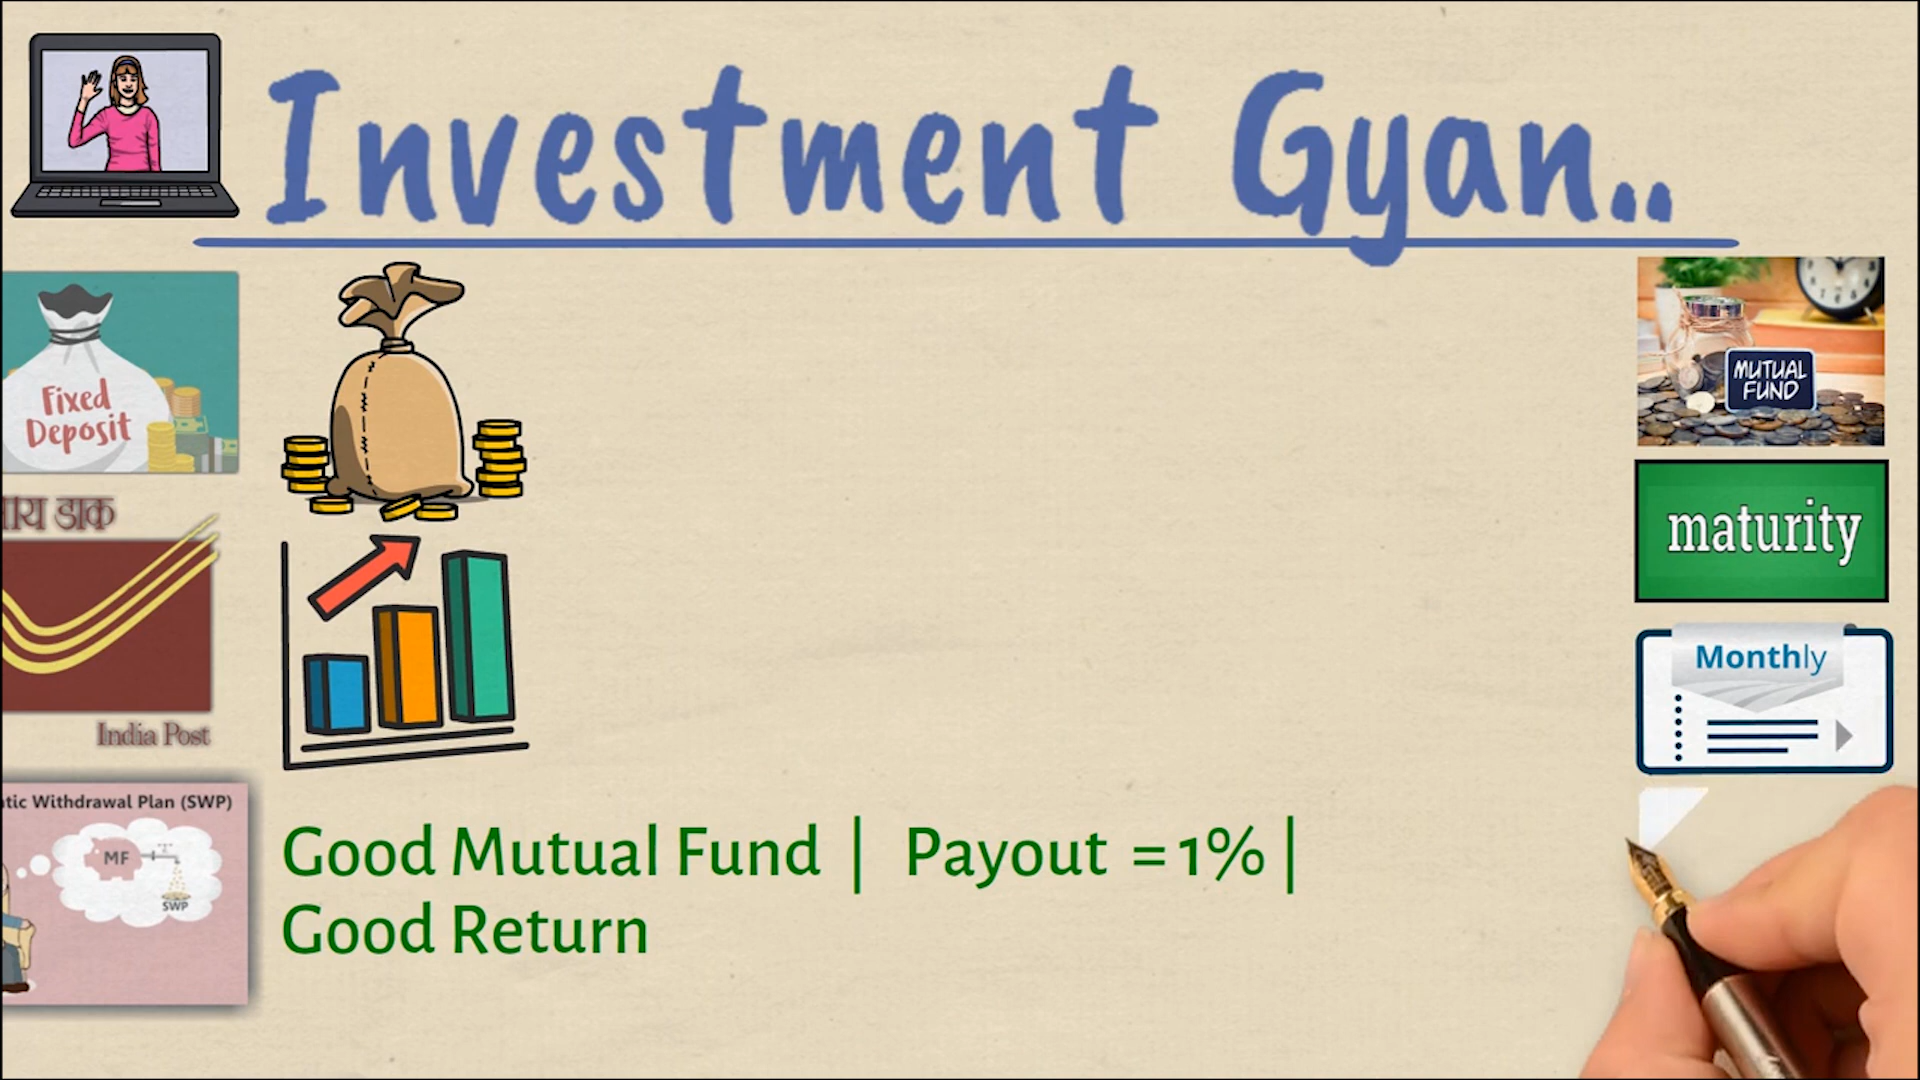 Investment Gyan..
Fixed
Deposit
MUTUAL
FUND
डाक
maturity
Monthly
India Post
Withdrawal Plan (SWP)
MF
SWP
Good Mutual Fund | Payout =1% |
Good Return